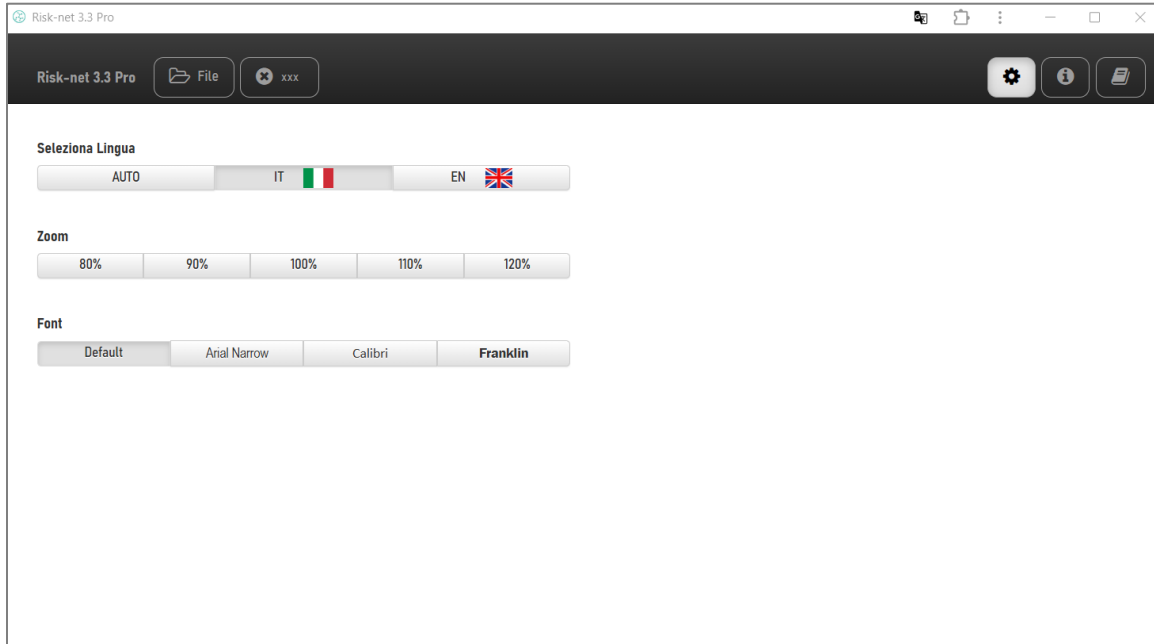 Risk-net 3.3 Pro
Risk-net 3.3 Pro File xxx
Seleziona Lingua
AUTO IT EN
Zoom
80% 90% 100% 110% 120%
Font
Default Arial Narrow Calibri Franklin